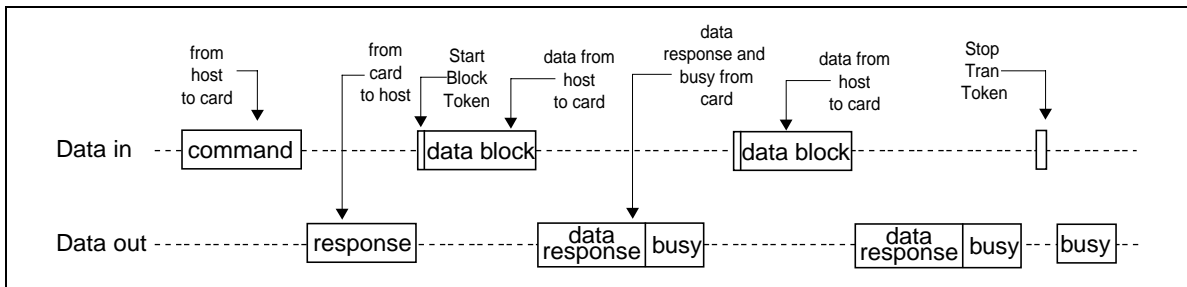 from
host
to card
from
card
to host
Start
Block
Token
data from
host
to card
data
response and
busy from
card
data from
host
to card
Stop
Tran
Token
Data in
command
data block
data block
Data out
response
data
response
busy
data
response
busy
busy